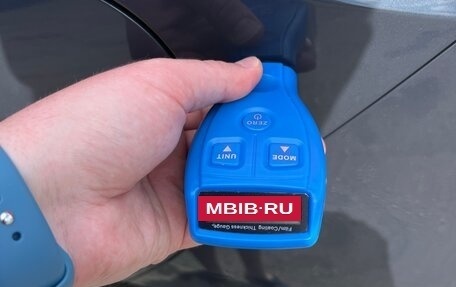 ZERO
UNIT
MODE
MBIB·RU
Film/Coating Thickness Gauge